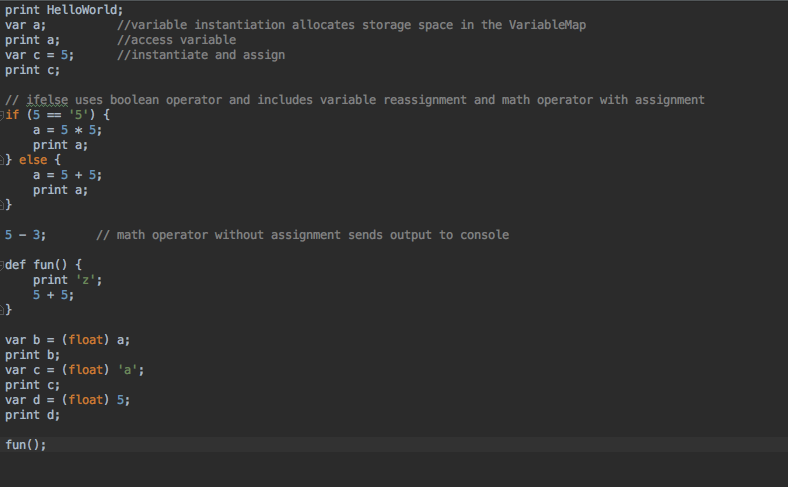 print HelloWorld;
var a;          //variable instantiation allocates storage space in the VariableMap
print a;        //access variable
var c = 5;      //instantiate and assign
print c;

// ifelse uses boolean operator and includes variable reassignment and math operator with assignment
if (5 == '5') {
    a = 5 * 5;
    print a;
} else {
    a = 5 + 5;
    print a;
}

5 - 3;       // math operator without assignment sends output to console

def fun() {
    print 'z';
    5 + 5;
}

var b = (float) a;
print b;
var c = (float) 'a';
print c;
var d = (float) 5;
print d;

fun();